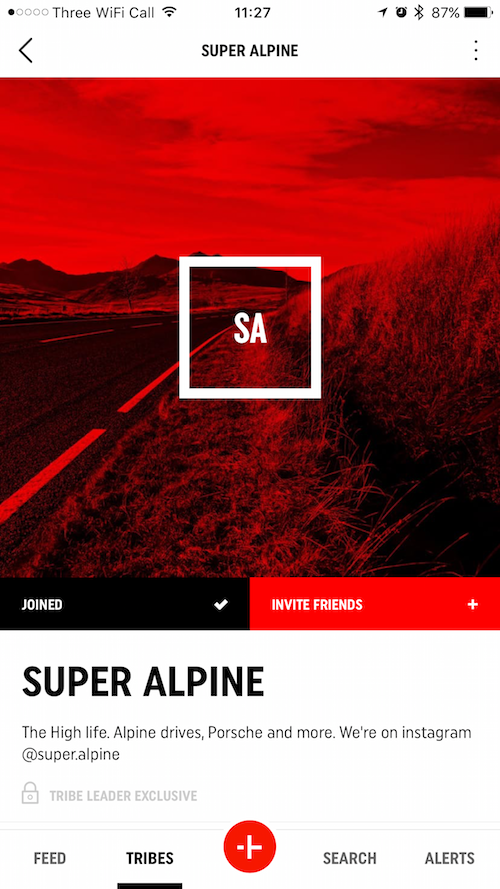 Three WiFi Call 11:27 87%
SUPER ALPINE
SA
JOINED INVITE FRIENDS +
SUPER ALPINE
The High life. Alpine drives, Porsche and more. We're on instagram
@super.alpine
TRIBE LEADER EXCLUSIVE
FEED TRIBES SEARCH ALERTS